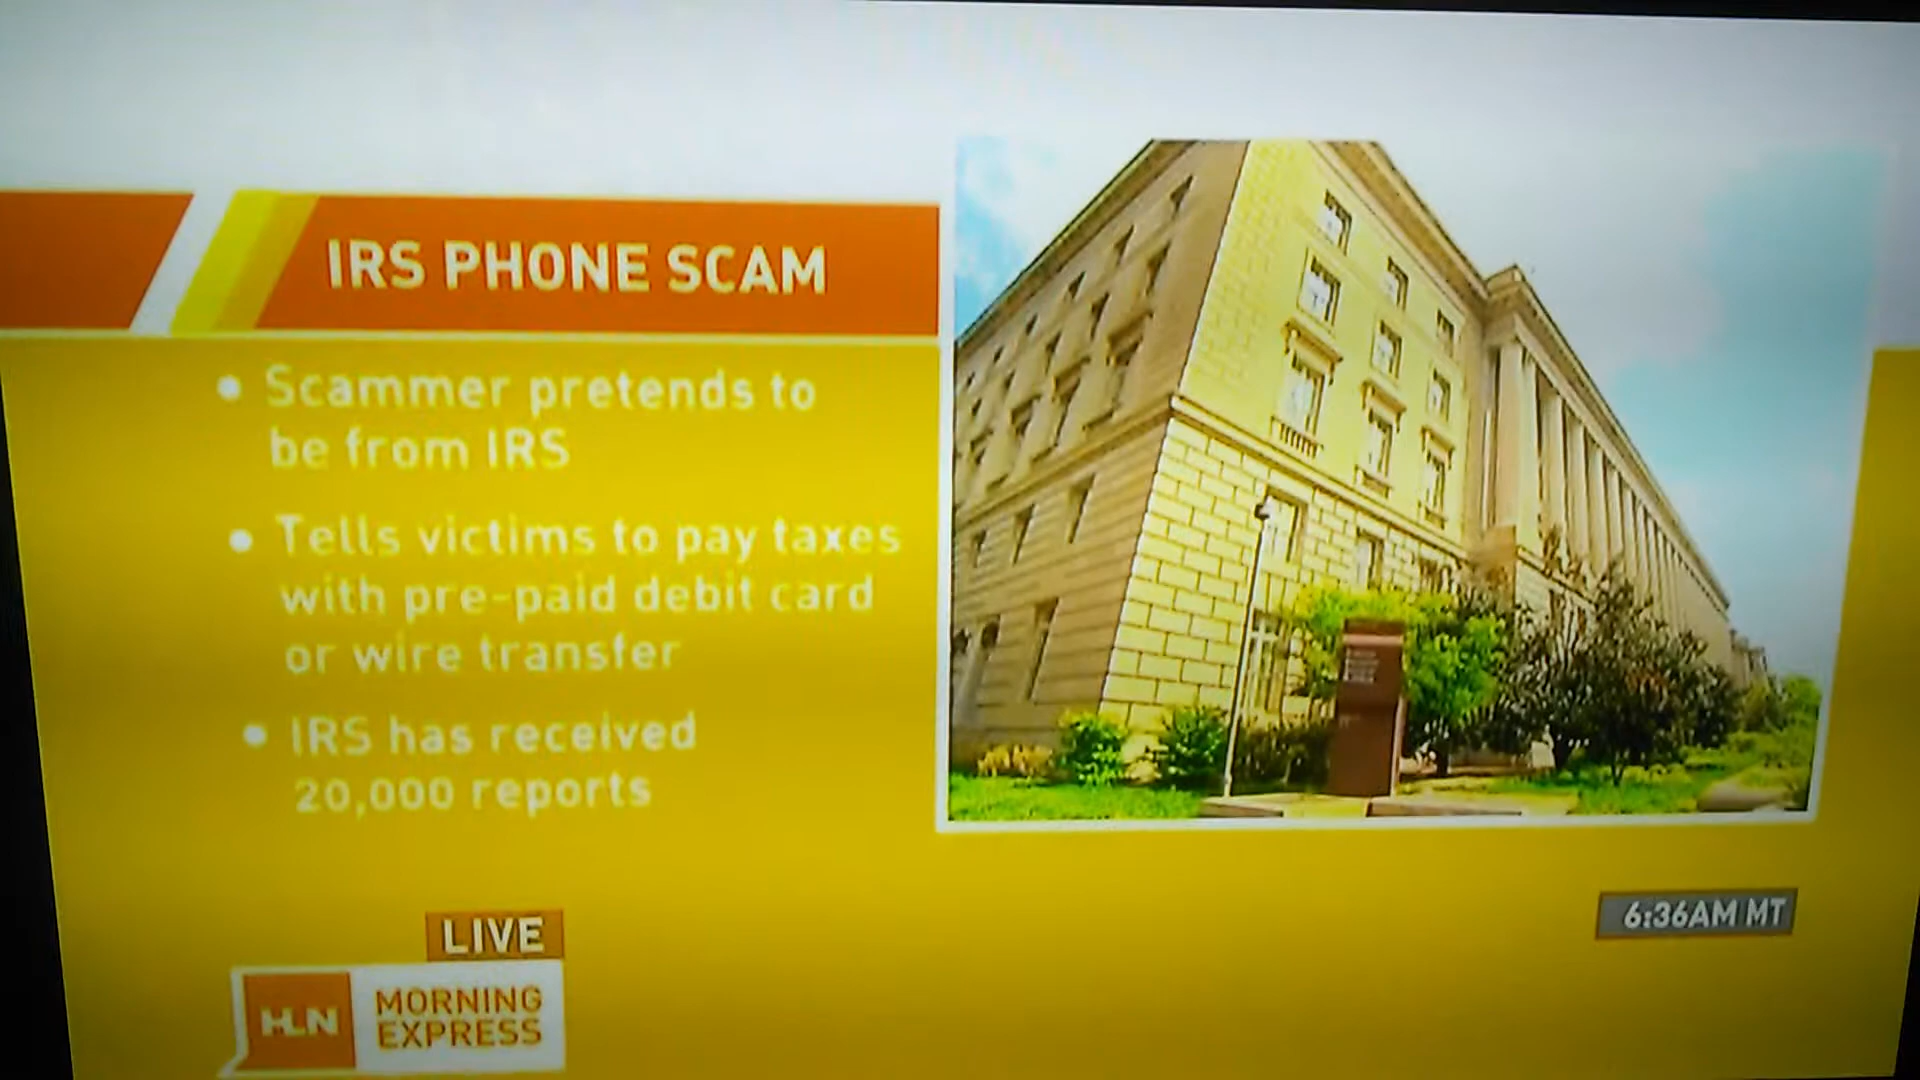 IRS PHONE SCAM
• Scammer pretends to
be from IRS
• Tells victims to pay taxes
with pre-paid debit card
or wire transfer
• IRS has received
20,000 reports
6:36AM MT
LIVE
HLN
MORNING
EXPRESS